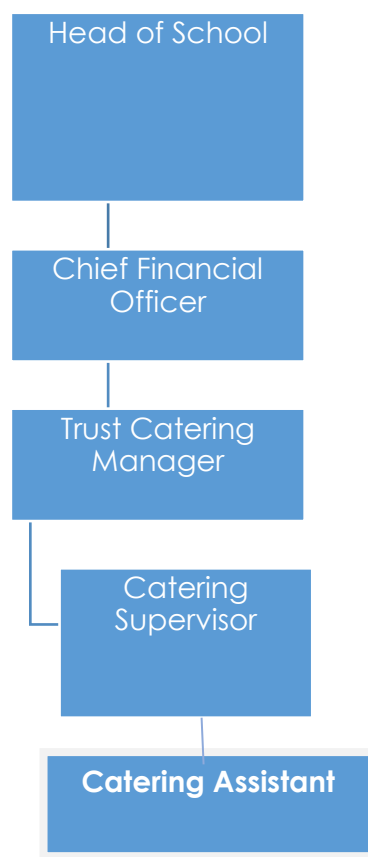 Head of School
Chief Financial
Officer
Trust Catering
Manager
Catering
Supervisor
Catering Assistant